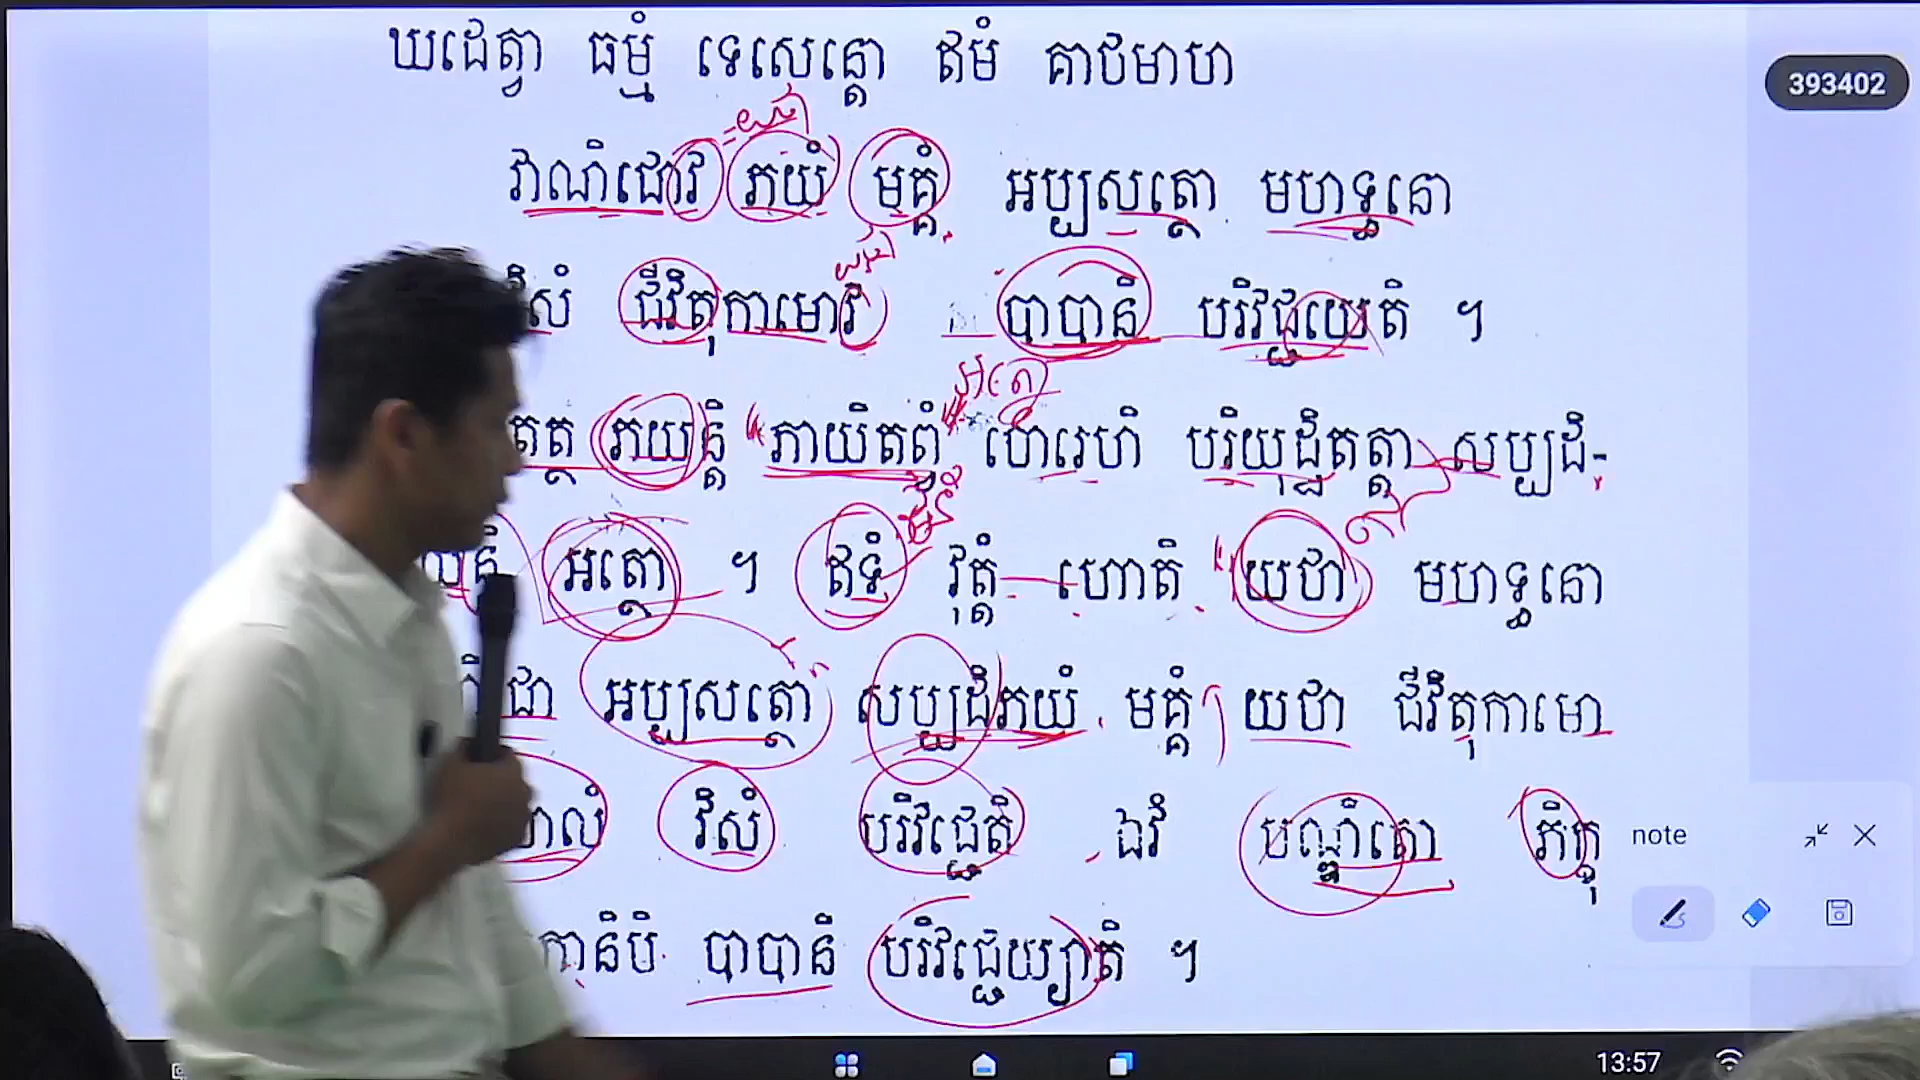 ឃដេត្វា ធម្មំ ទេសេន្តោ ឥមំ គាថមាហ
393402
វាណិជោវ ភយំ មគ្គំ អប្បសត្ថោ មហទ្ធនោ
វិសំ ជីវិតុកាមោវ បាបានិ បរិវជ្ជយេតិ ។
តត្ថ ភយន្តិ ភាយិតព្វំ ចោរេហិ បរិយុដ្ឋិតត្តា សប្បដិ-
អត្ថោ ។ ឥទំ វុត្តំ ហោតិ យថា មហទ្ធនោ
អប្បសត្ថោ សប្បដិភយំ មគ្គំ យថា ជីវិតុកាមោ
វិសំ បរិវជ្ជេតិ ឯវំ បណ្ឌិតោ ភិក្ខុ
note
បាបានិ បរិវជ្ជេយ្យាតិ ។
13:57